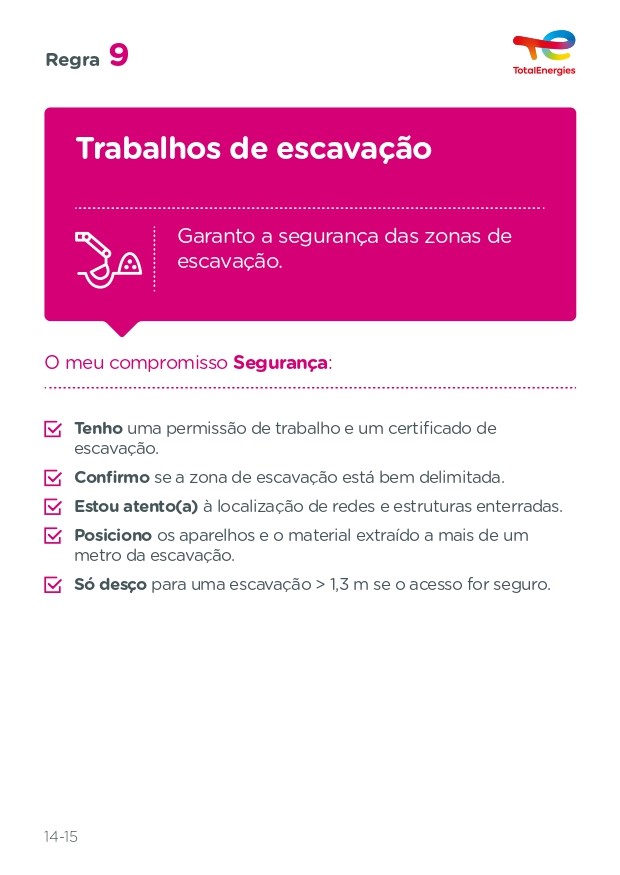 Regra 9
TotalEnergies
Trabalhos de escavação
Garanto a segurança das zonas de
escavação.
O meu compromisso Segurança:
Tenho uma permissão de trabalho e um certificado de
escavação.
Confirmo se a zona de escavação está bem delimitada.
Estou atento(a) à localização de redes e estruturas enterradas.
Posiciono os aparelhos e o material extraído a mais de um
metro da escavação.
Só desço para uma escavação > 1,3 m se o acesso for seguro.
14-15